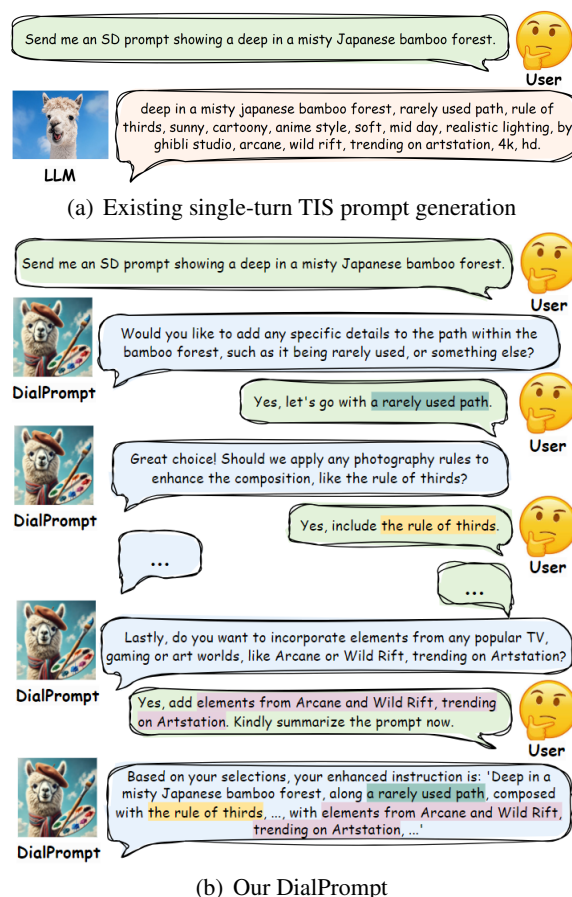 Send me an SD prompt showing a deep in a misty Japanese bamboo forest.
User
deep in a misty japanese bamboo forest, rarely used path, rule of
thirds, sunny, cartoony, anime style, soft, mid day, realistic lighting, by
ghibli studio, arcane, wild rift, trending on artstation, 4k, hd.
LLM
(a) Existing single-turn TIS prompt generation
Send me an SD prompt showing a deep in a misty Japanese bamboo forest.
User
Would you like to add any specific details to the path within the
bamboo forest, such as it being rarely used, or something else?
DialPrompt
Yes, let's go with a rarely used path.
User
Great choice! Should we apply any photography rules to
enhance the composition, like the rule of thirds?
DialPrompt
Yes, include the rule of thirds.
User
...
...
Lastly, do you want to incorporate elements from any popular TV,
gaming or art worlds, like Arcane or Wild Rift, trending on Artstation?
DialPrompt
Yes, add elements from Arcane and Wild Rift, trending
on Artstation. Kindly summarize the prompt now.
User
Based on your selections, your enhanced instruction is: 'Deep in a
misty Japanese bamboo forest, along a rarely used path, composed
with the rule of thirds, ..., with elements from Arcane and Wild Rift,
trending on Artstation, ...'
DialPrompt
(b) Our DialPrompt